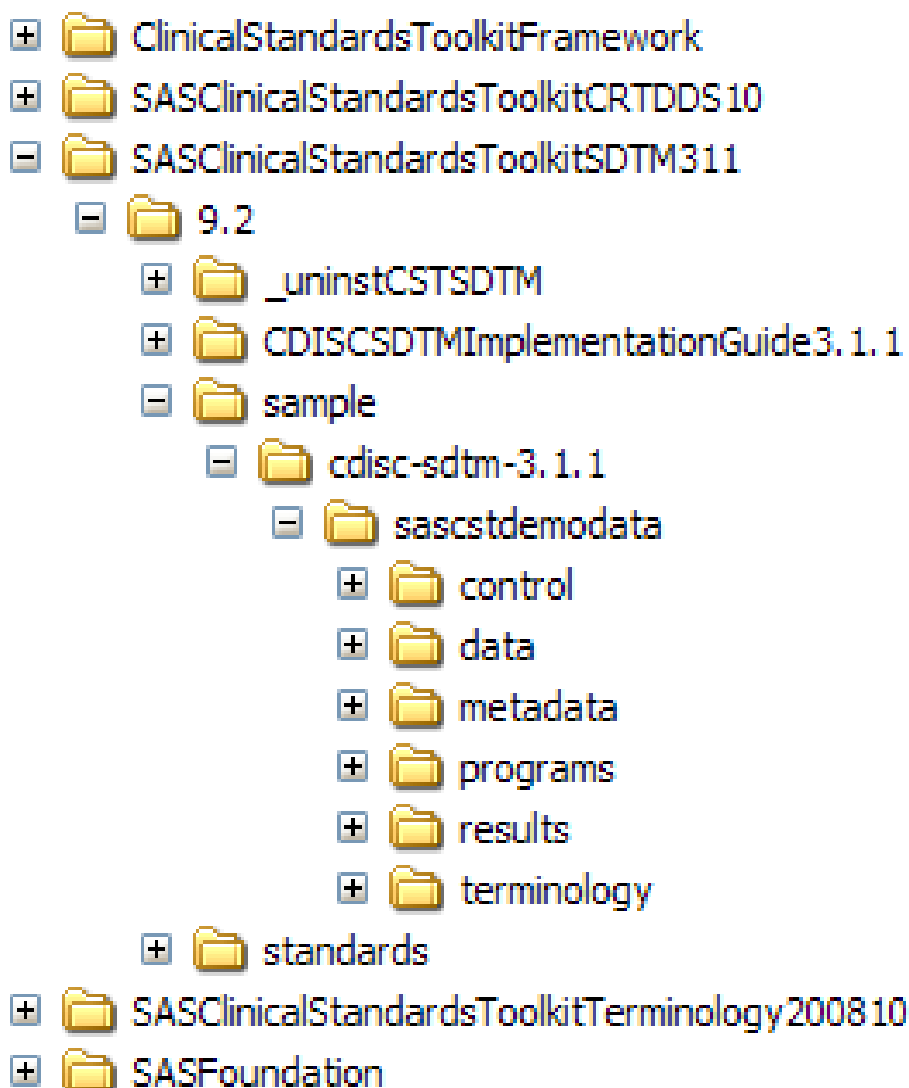 ClinicalStandardsToolkitFramework
SASClinicalStandardsToolkitCRTDDS10
SASClinicalStandardsToolkitSDTM311
9.2
_uninstCSTSDTM
CDISCSDTMImplementationGuide3.1.1
sample
cdisc-sdtm-3.1.1
sascstdemodata
control
data
metadata
programs
results
terminology
standards
SASClinicalStandardsToolkitTerminology200810
SASFoundation